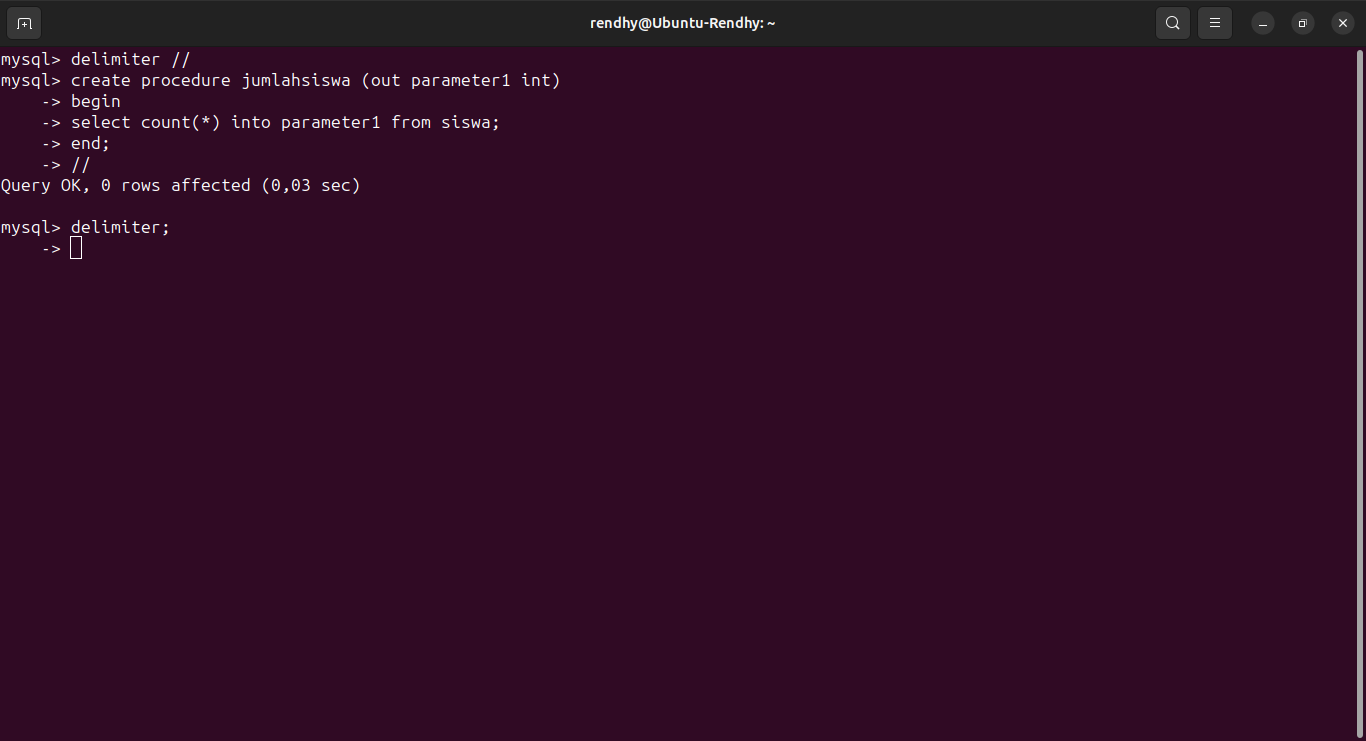 rendhy@Ubuntu-Rendhy: ~
mysql> delimiter //
mysql> create procedure jumlahsiswa (out parameter1 int)
    -> begin
    -> select count(*) into parameter1 from siswa;
    -> end;
    -> //
Query OK, 0 rows affected (0,03 sec)
mysql> delimiter;
    ->